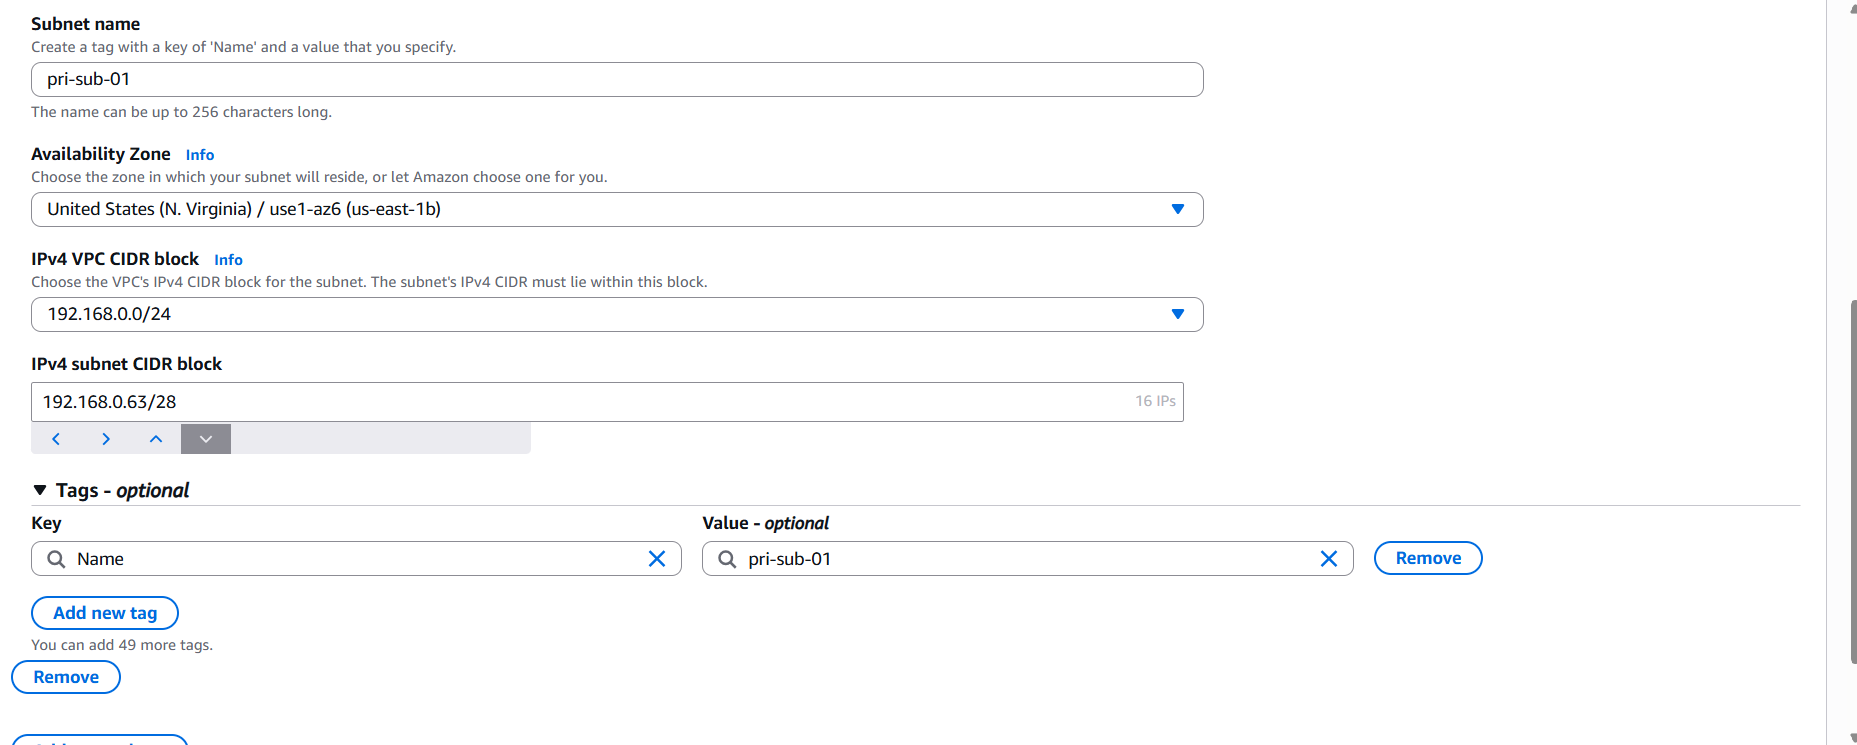 Subnet name
Create a tag with a key of 'Name' and a value that you specify.
pri-sub-01
The name can be up to 256 characters long.
Availability Zone Info
Choose the zone in which your subnet will reside, or let Amazon choose one for you.
United States (N. Virginia) / use1-az6 (us-east-1b)
IPv4 VPC CIDR block Info
Choose the VPC's IPv4 CIDR block for the subnet. The subnet's IPv4 CIDR must lie within this block.
192.168.0.0/24
IPv4 subnet CIDR block
192.168.0.63/28 16 IPs
Tags - optional
Key Value - optional
Name pri-sub-01 Remove
Add new tag
You can add 49 more tags.
Remove